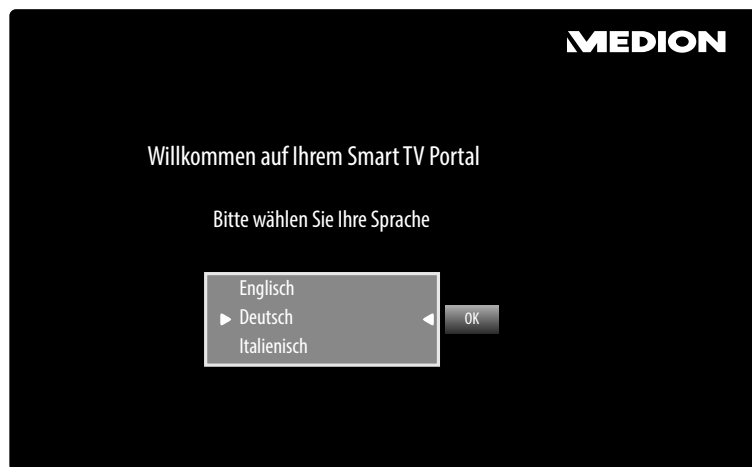 MEDION
Willkommen auf Ihrem Smart TV Portal
Bitte wählen Sie Ihre Sprache
Englisch
Deutsch
OK
Italienisch